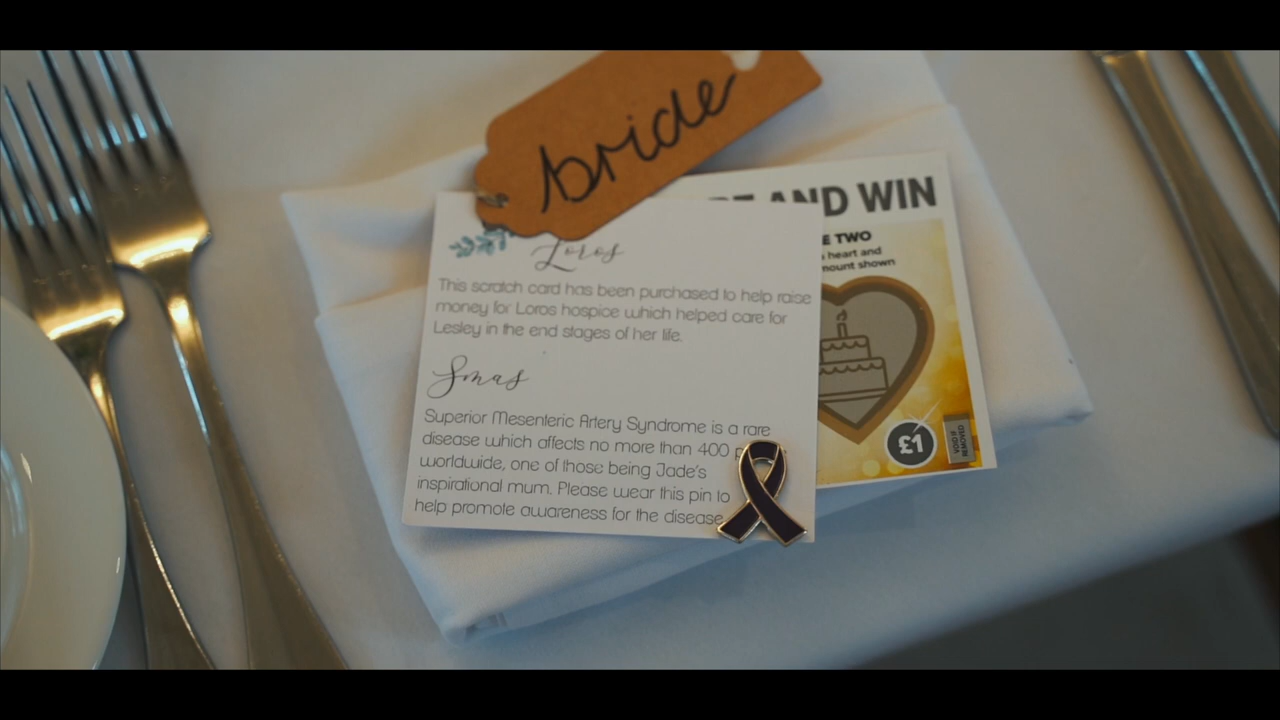 bride
AND WIN
E TWO
heart and
mount shown
£1
VOID IF
REMOVED
Loros
This scratch card has been purchased to help raise
money for Loros hospice which helped care for
Lesley in the end stages of her life.
Smas
Superior Mesenteric Artery Syndrome is a rare
disease which affects no more than 400 p
worldwide, one of those being Jade's
inspirational mum. Please wear this pin to
help promote awareness for the disease